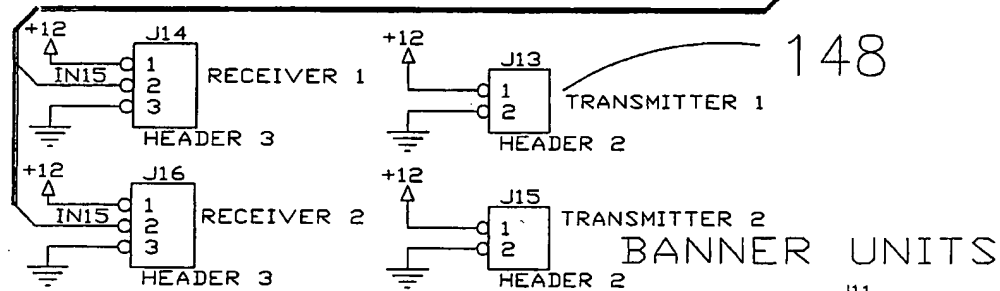 +12
J14
1
IN15
2
RECEIVER 1
3
HEADER 3
+12
J13
1
2
TRANSMITTER 1
HEADER 2
148
+12
J16
1
IN15
2
RECEIVER 2
3
HEADER 3
+12
J15
1
2
TRANSMITTER 2
HEADER 2
BANNER UNITS
J11